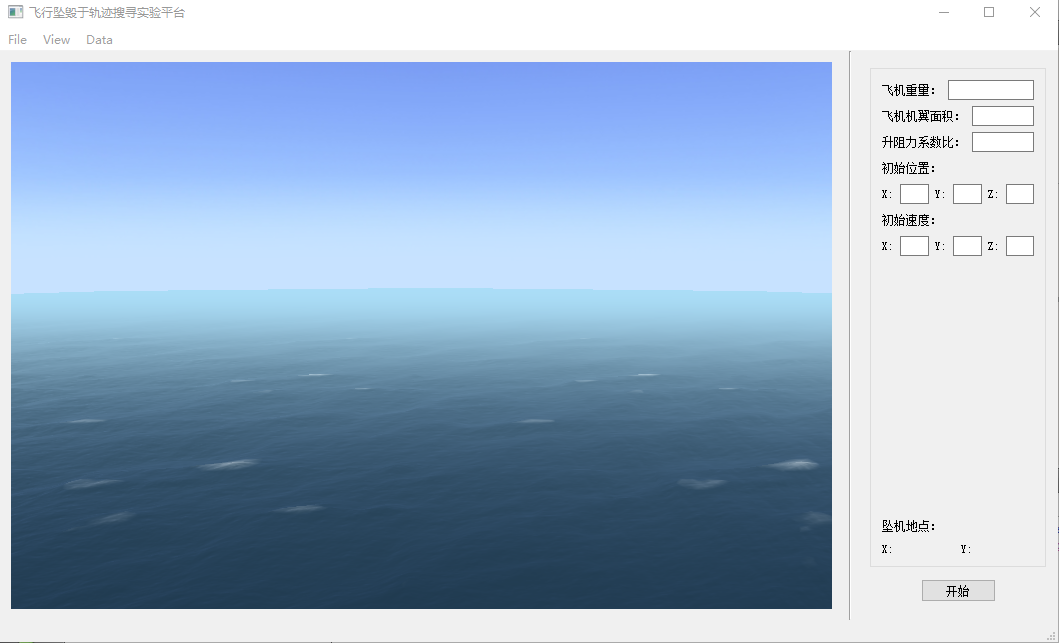 飞行坠毁于轨迹搜寻实验平台
File View Data
飞机重量：
飞机机翼面积：
升阻力系数比：
初始位置：
X: Y: Z:
初始速度：
X: Y: Z:
坠机地点：
X: Y:
开始